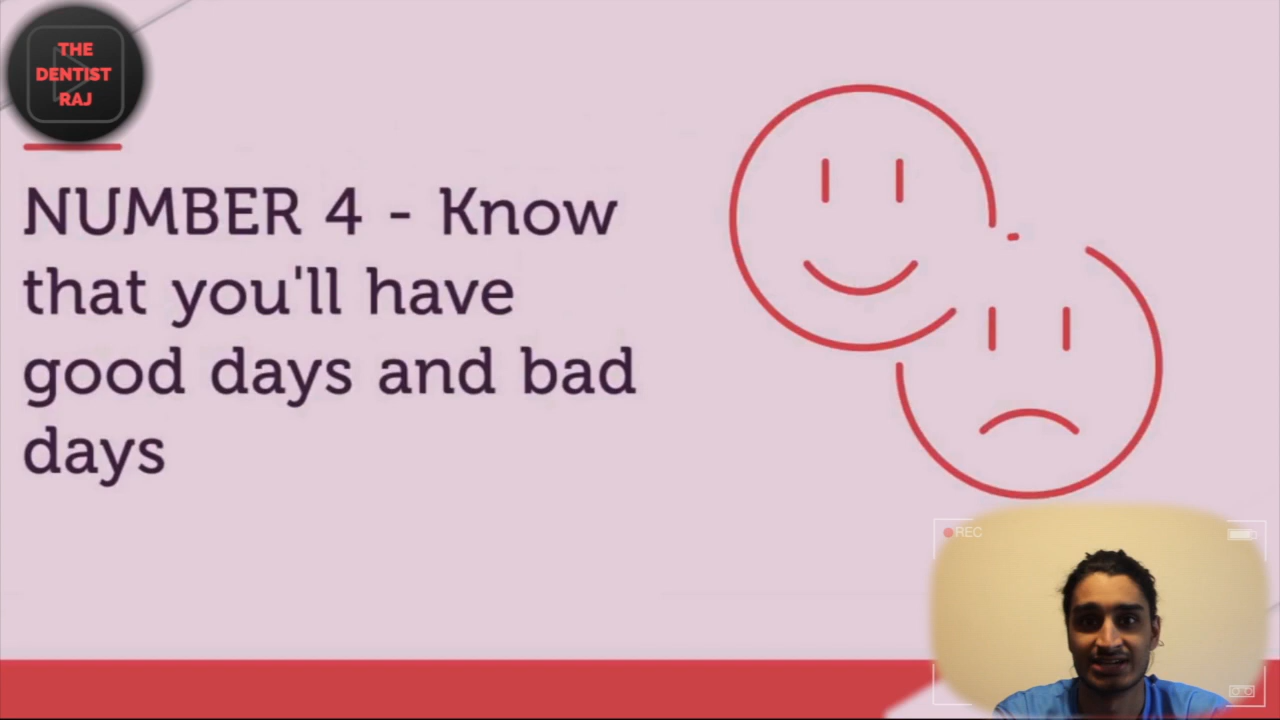 THE
DENTIST
RAJ
NUMBER 4 - Know
that you'll have
good days and bad
days
REC